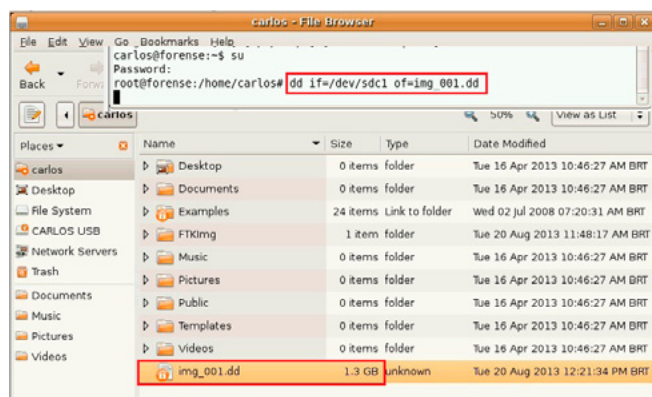 carlos - File Browser
File Edit View Go Bookmarks Help
carlos@forense:~$ su
Password:
root@forense:/home/carlos# dd if=/dev/sdc1 of=img_001.dd
Back
carlos 50% View as List
Places Name Size Type Date Modified
carlos Desktop 0 items folder Tue 16 Apr 2013 10:46:27 AM BRT
Desktop Documents 0 items folder Tue 16 Apr 2013 10:46:27 AM BRT
File System Examples 24 items Link to folder Wed 02 Jul 2008 07:20:31 AM BRT
CARLOS USB FTKImg 1 item folder Tue 20 Aug 2013 11:48:17 AM BRT
Network Servers Music 0 items folder Tue 16 Apr 2013 10:46:27 AM BRT
Trash Pictures 0 items folder Tue 16 Apr 2013 10:46:27 AM BRT
Documents Public 0 items folder Tue 16 Apr 2013 10:46:27 AM BRT
Music Templates 0 items folder Tue 16 Apr 2013 10:46:27 AM BRT
Pictures Videos 0 items folder Tue 16 Apr 2013 10:46:27 AM BRT
Videos img_001.dd 1.3 GB unknown Tue 20 Aug 2013 12:21:34 PM BRT